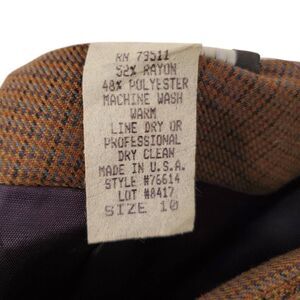 RN 79511
52% RAYON
48% POLYESTER
MACHINE WASH
WARM
LINE DRY OR
PROFESSIONAL
DRY CLEAN
MADE IN U.S.A.
STYLE #76614
LOT #8417
SIZE 10